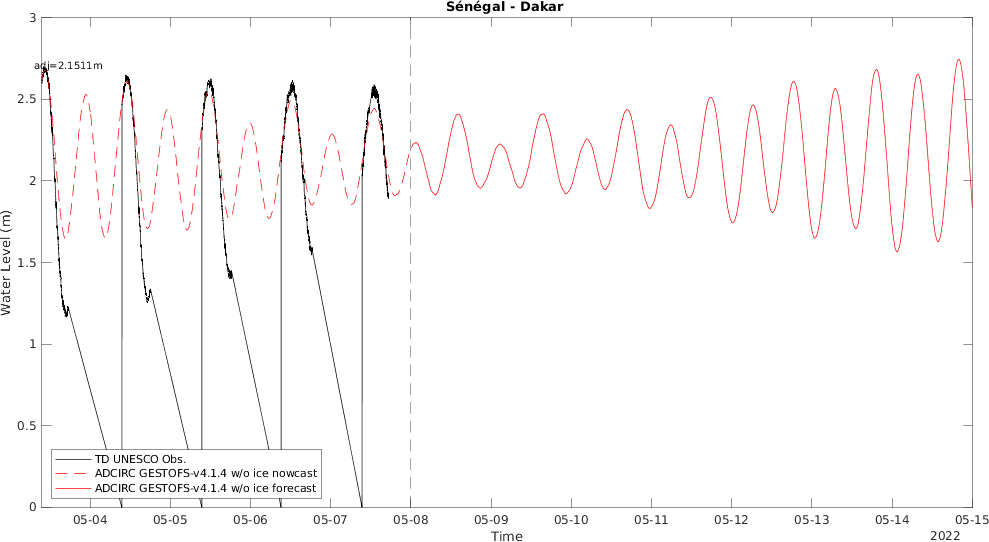 Sénégal - Dakar
adj=2.1511m
3
2.5
2
1.5
1
0.5
0
Water Level (m)
TD UNESCO Obs.
ADCIRC GESTOFS-v4.1.4 w/o ice nowcast
ADCIRC GESTOFS-v4.1.4 w/o ice forecast
05-04 05-05 05-06 05-07 05-08 05-09 05-10 05-11 05-12 05-13 05-14 05-15
Time
2022